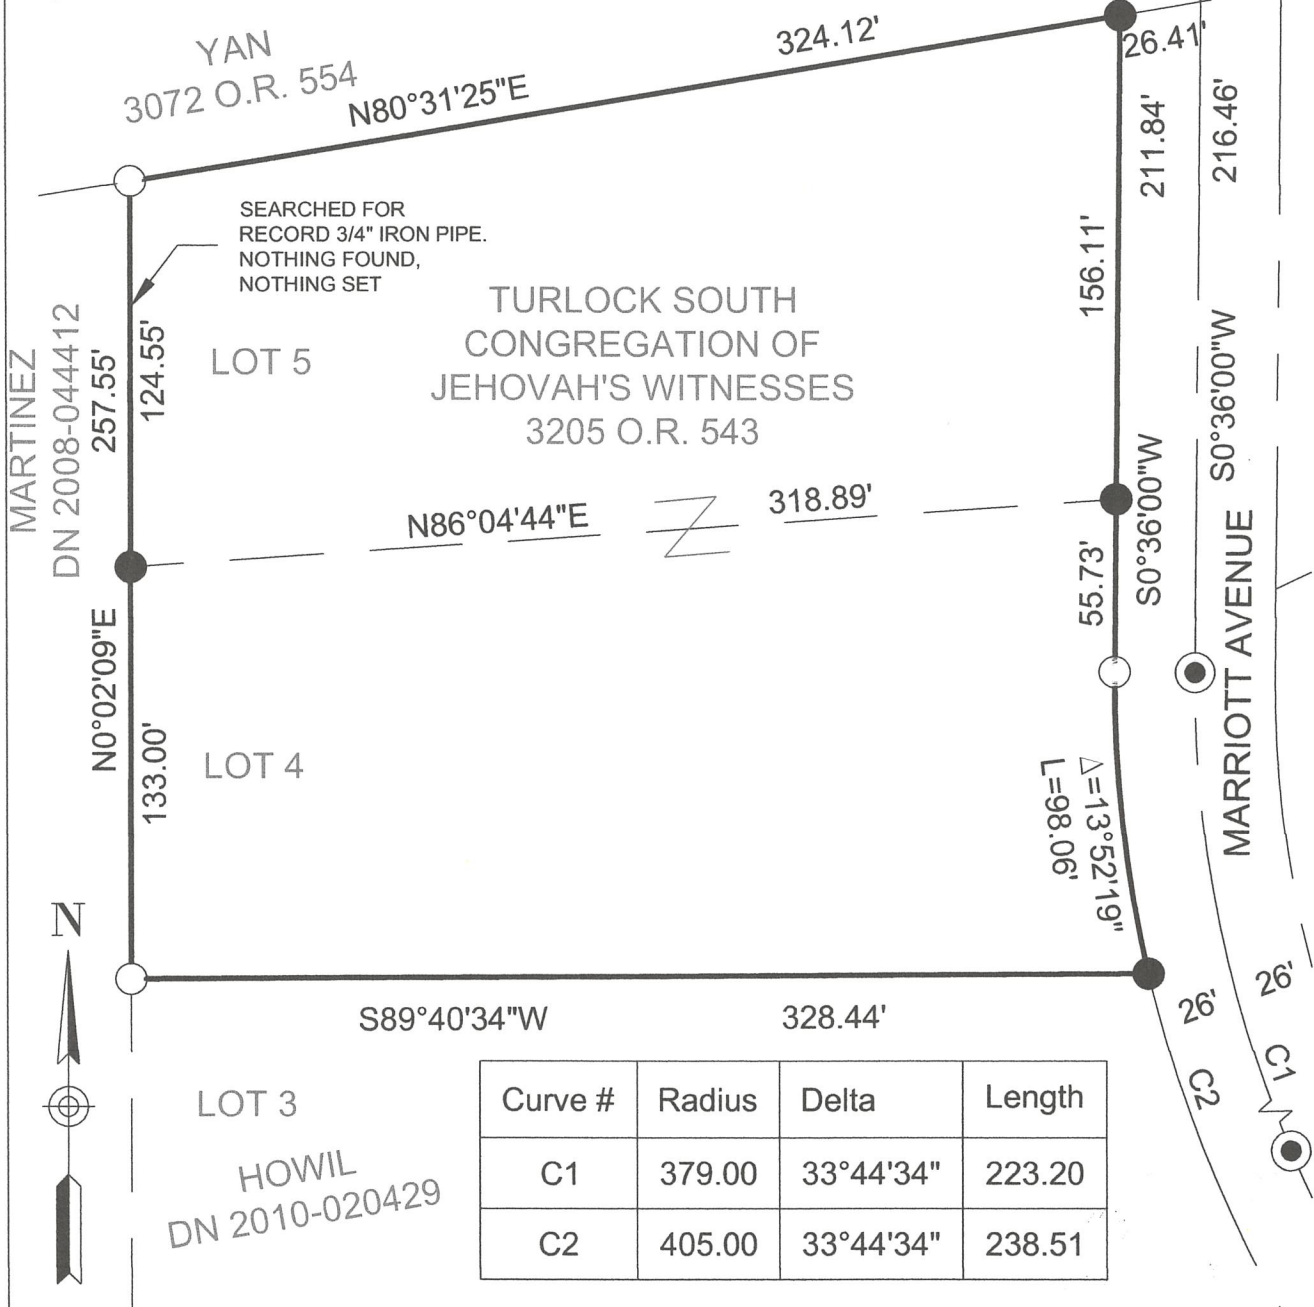 YAN
3072 O.R. 554
N80°31'25"E
324.12'
26.41'
211.84'
216.46'
SEARCHED FOR
RECORD 3/4" IRON PIPE.
NOTHING FOUND,
NOTHING SET
156.11'
TURLOCK SOUTH
CONGREGATION OF
JEHOVAH'S WITNESSES
3205 O.R. 543
LOT 5
MARTINEZ
DN 2008-0444412
257.55'
124.55'
S0°36'00"W
S0°36'00"W
N86°04'44"E
318.89'
55.73'
MARRIOTT AVENUE
N0°02'09"E
133.00'
LOT 4
Δ=13°52'19"
L=98.06'
N
S89°40'34"W
328.44'
26'
26'
C1
C2
LOT 3
HOWIL
DN 2010-020429
Curve # Radius Delta Length
C1 379.00 33°44'34" 223.20
C2 405.00 33°44'34" 238.51